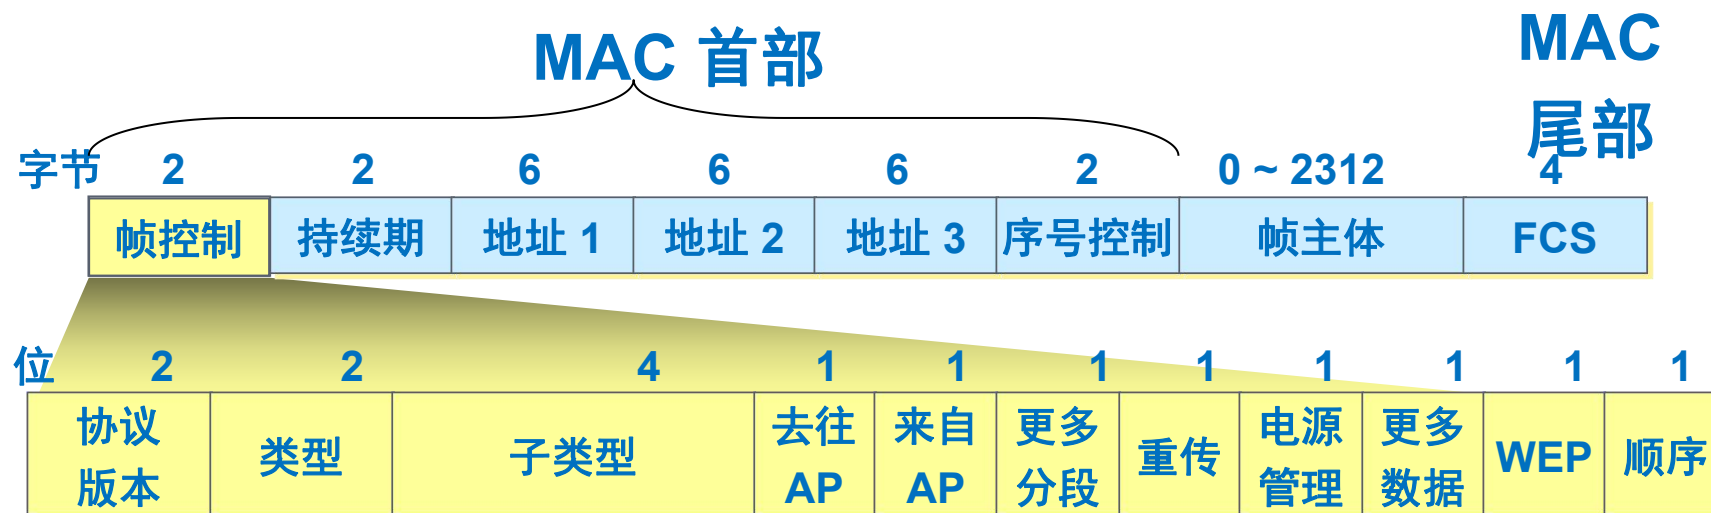 MAC 首部
MAC
尾部
字节 2 2 6 6 6 2 0 ~ 2312 4
帧控制 持续期 地址 1 地址 2 地址 3 序号控制 帧主体 FCS
位 2 2 4 1 1 1 1 1 1 1 1
协议版本 类型 子类型 去往AP 来自AP 更多分段 重传 电源管理 更多数据 WEP 顺序